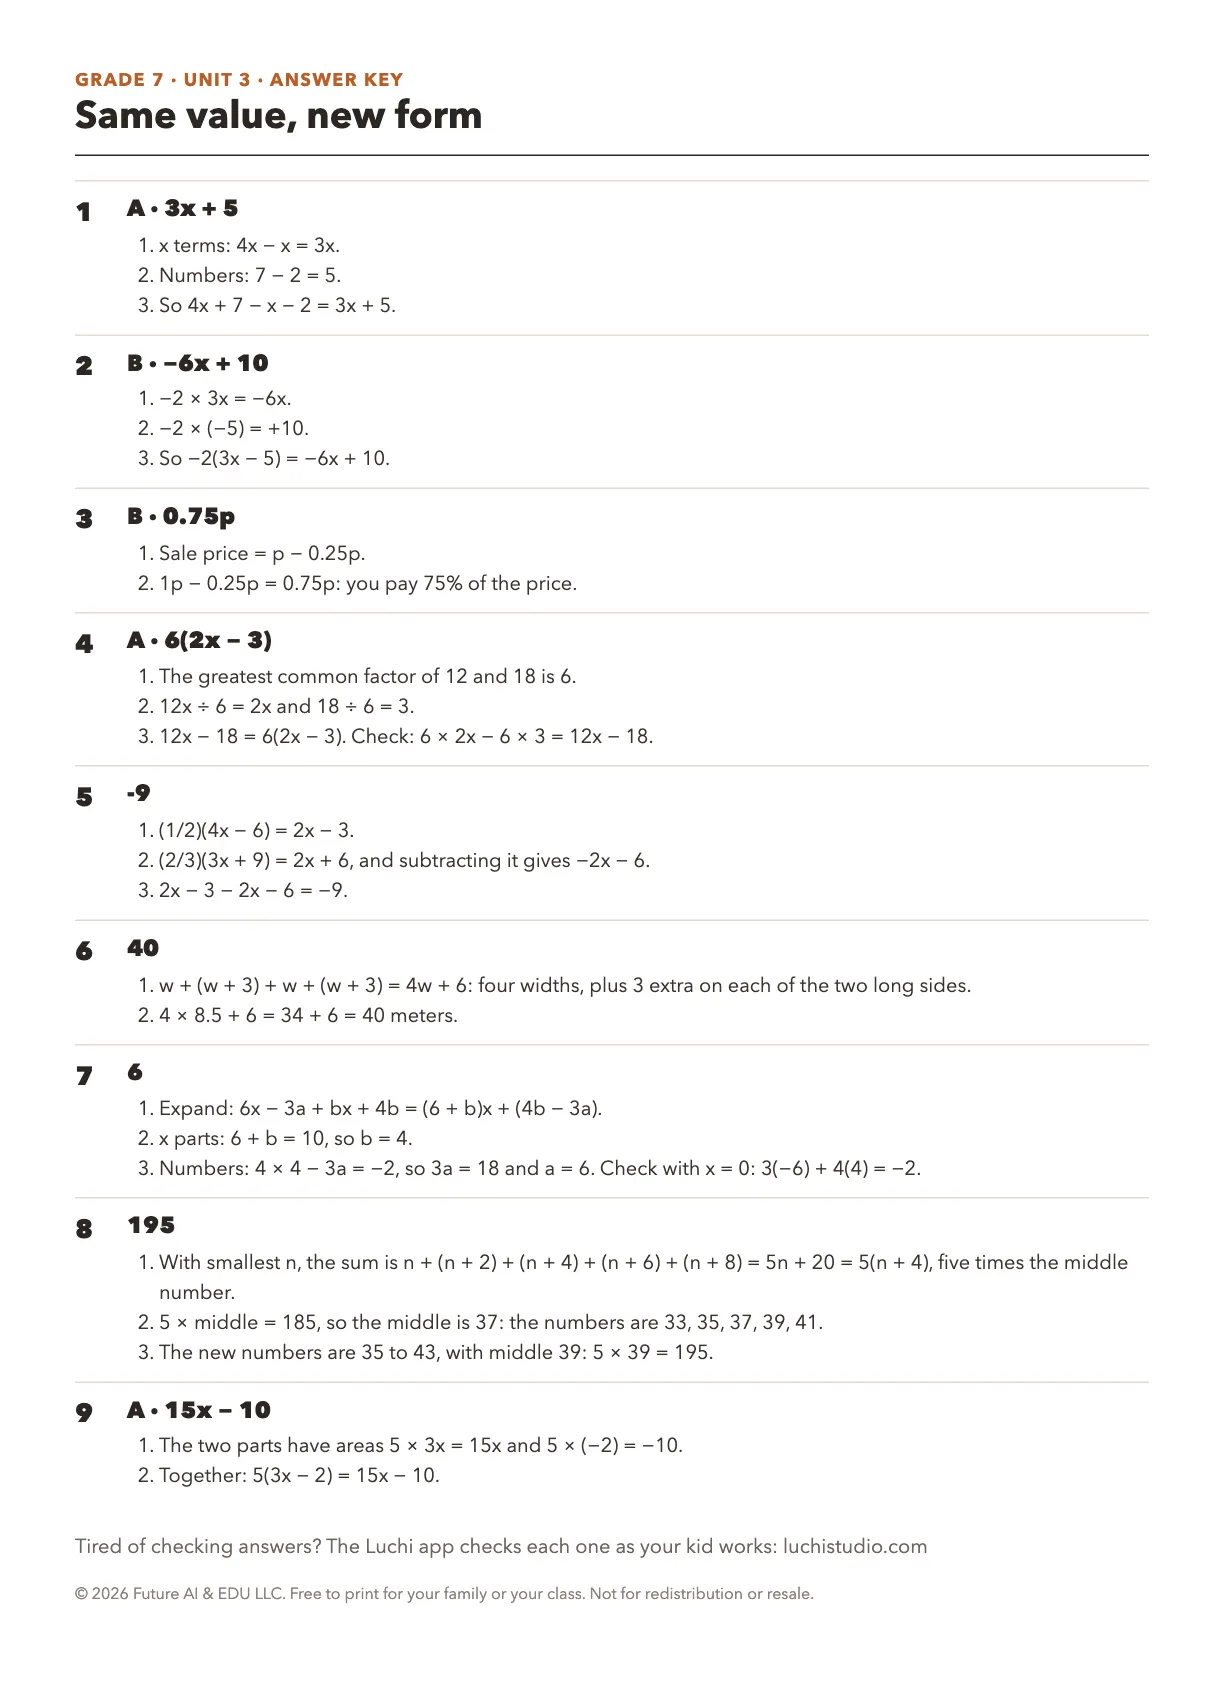 GRADE 7 · UNIT 3 · ANSWER KEY
Same value, new form
1 A · 3x + 5
1. x terms: 4x − x = 3x.
2. Numbers: 7 − 2 = 5.
3. So 4x + 7 − x − 2 = 3x + 5.
2 B · −6x + 10
1. −2 × 3x = −6x.
2. −2 × (−5) = +10.
3. So −2(3x − 5) = −6x + 10.
3 B · 0.75p
1. Sale price = p − 0.25p.
2. 1p − 0.25p = 0.75p: you pay 75% of the price.
4 A · 6(2x − 3)
1. The greatest common factor of 12 and 18 is 6.
2. 12x ÷ 6 = 2x and 18 ÷ 6 = 3.
3. 12x − 18 = 6(2x − 3). Check: 6 × 2x − 6 × 3 = 12x − 18.
5 -9
1. (1/2)(4x − 6) = 2x − 3.
2. (2/3)(3x + 9) = 2x + 6, and subtracting it gives −2x − 6.
3. 2x − 3 − 2x − 6 = −9.
6 40
1. w + (w + 3) + w + (w + 3) = 4w + 6: four widths, plus 3 extra on each of the two long sides.
2. 4 × 8.5 + 6 = 34 + 6 = 40 meters.
7 6
1. Expand: 6x − 3a + bx + 4b = (6 + b)x + (4b − 3a).
2. x parts: 6 + b = 10, so b = 4.
3. Numbers: 4 × 4 − 3a = −2, so 3a = 18 and a = 6. Check with x = 0: 3(−6) + 4(4) = −2.
8 195
1. With smallest n, the sum is n + (n + 2) + (n + 4) + (n + 6) + (n + 8) = 5n + 20 = 5(n + 4), five times the middle
number.
2. 5 × middle = 185, so the middle is 37: the numbers are 33, 35, 37, 39, 41.
3. The new numbers are 35 to 43, with middle 39: 5 × 39 = 195.
9 A · 15x − 10
1. The two parts have areas 5 × 3x = 15x and 5 × (−2) = −10.
2. Together: 5(3x − 2) = 15x − 10.
Tired of checking answers? The Luchi app checks each one as your kid works: luchistudio.com
© 2026 Future AI & EDU LLC. Free to print for your family or your class. Not for redistribution or resale.